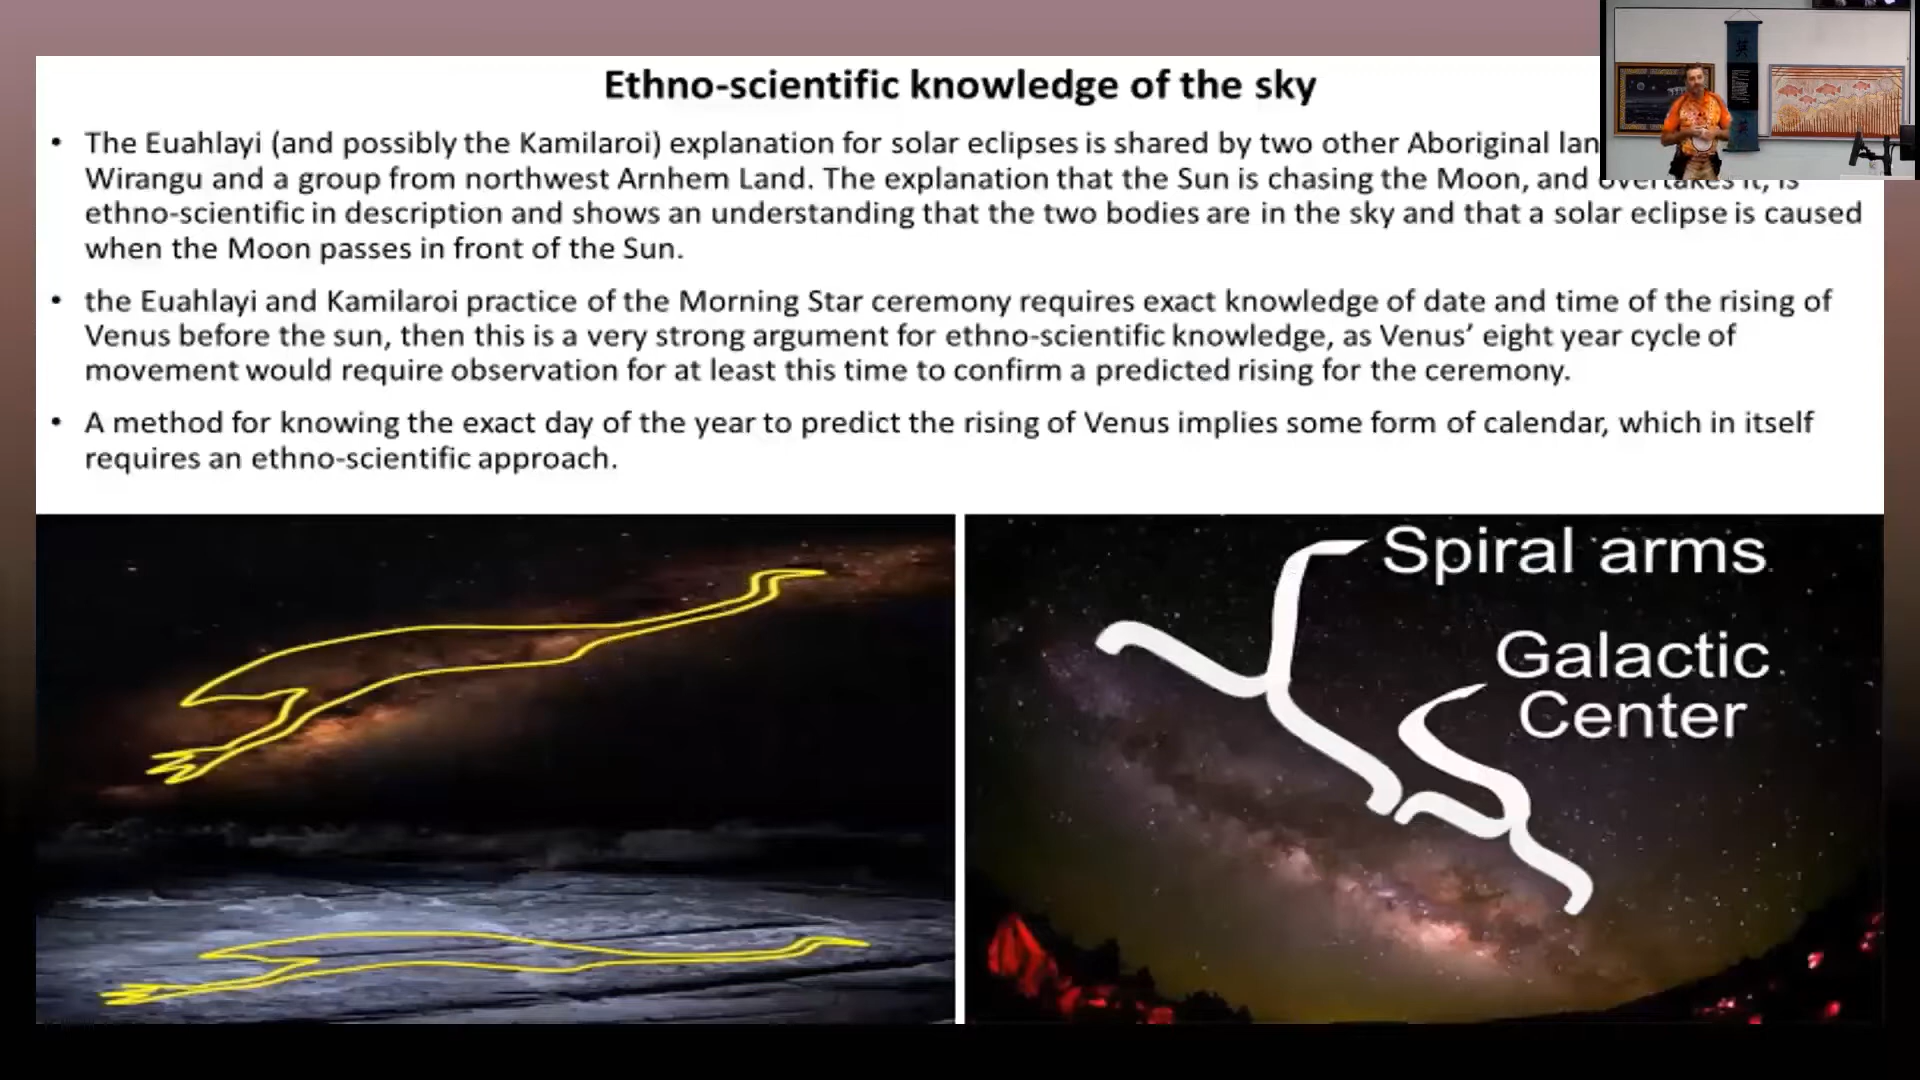 Ethno-scientific knowledge of the sky
• The Euahlayi (and possibly the Kamilaroi) explanation for solar eclipses is shared by two other Aboriginal
Wirangu and a group from northwest Arnhem Land. The explanation that the Sun is chasing the Moon, and overtakes it, is
ethno-scientific in description and shows an understanding that the two bodies are in the sky and that a solar eclipse is caused
when the Moon passes in front of the Sun.
• the Euahlayi and Kamilaroi practice of the Morning Star ceremony requires exact knowledge of date and time of the rising of
Venus before the sun, then this is a very strong argument for ethno-scientific knowledge, as Venus’ eight year cycle of
movement would require observation for at least this time to confirm a predicted rising for the ceremony.
• A method for knowing the exact day of the year to predict the rising of Venus implies some form of calendar, which in itself
requires an ethno-scientific approach.
Spiral arms
Galactic
Center